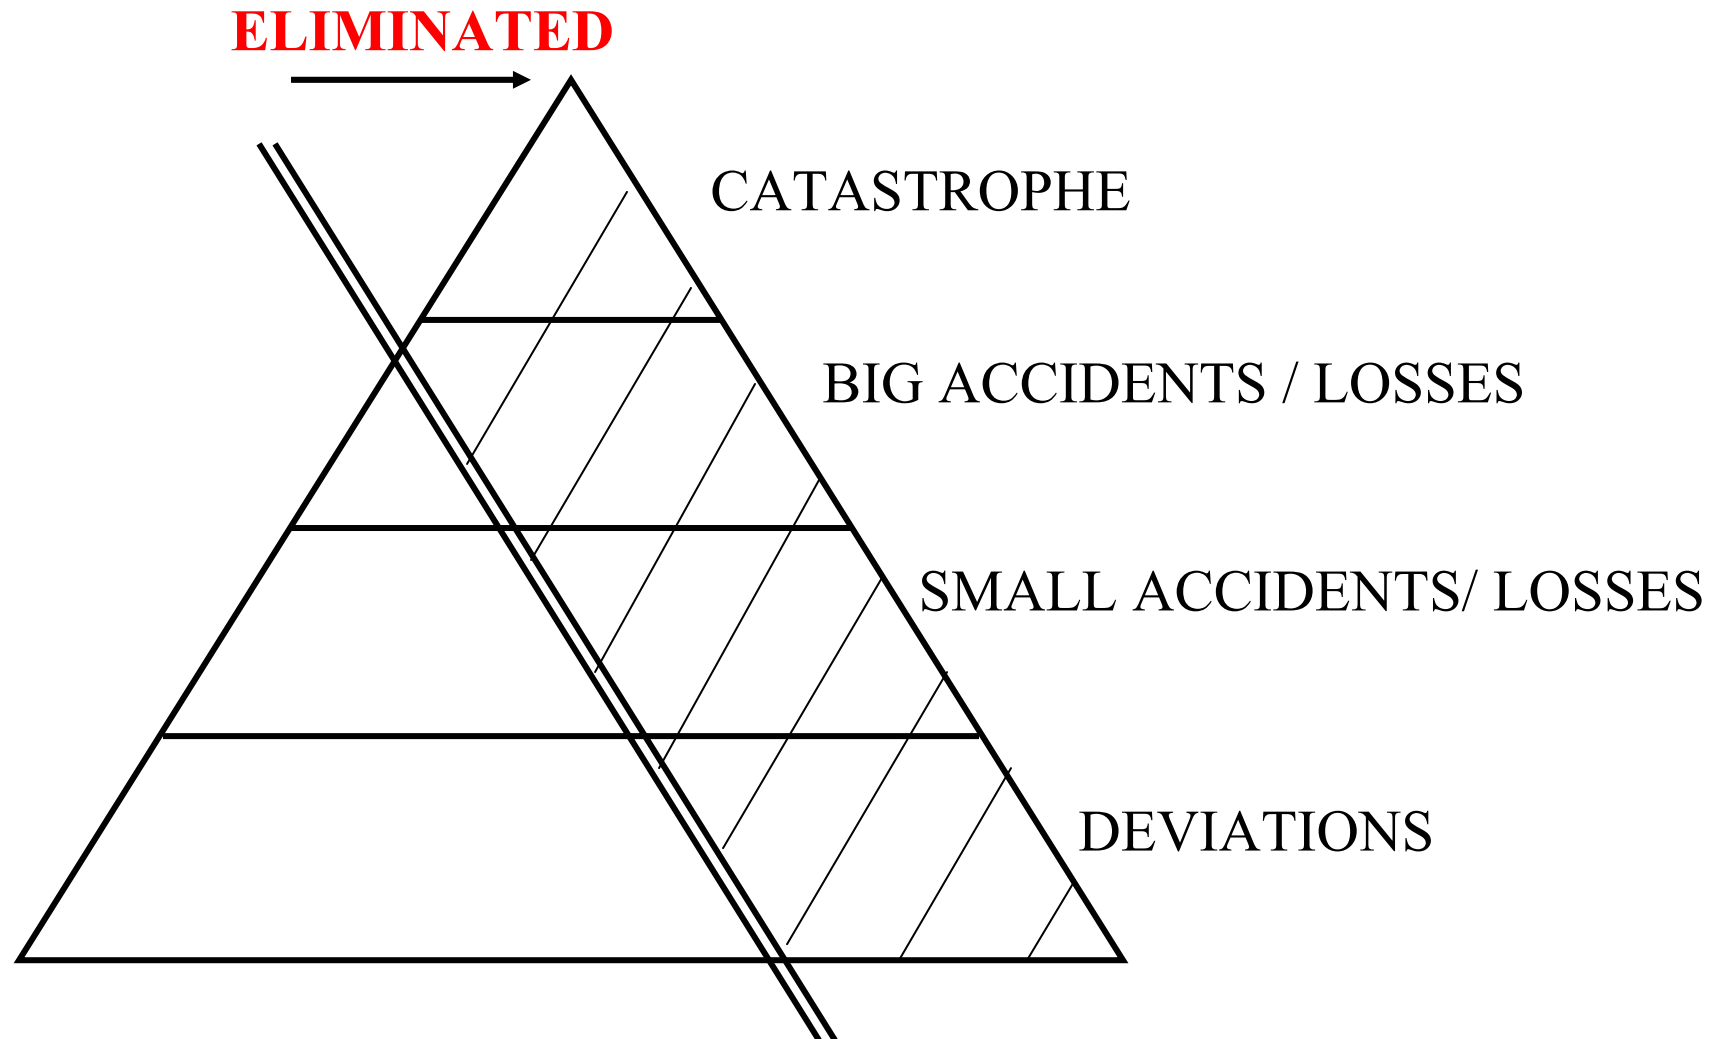 ELIMINATED
CATASTROPHE
BIG ACCIDENTS / LOSSES
SMALL ACCIDENTS/ LOSSES
DEVIATIONS